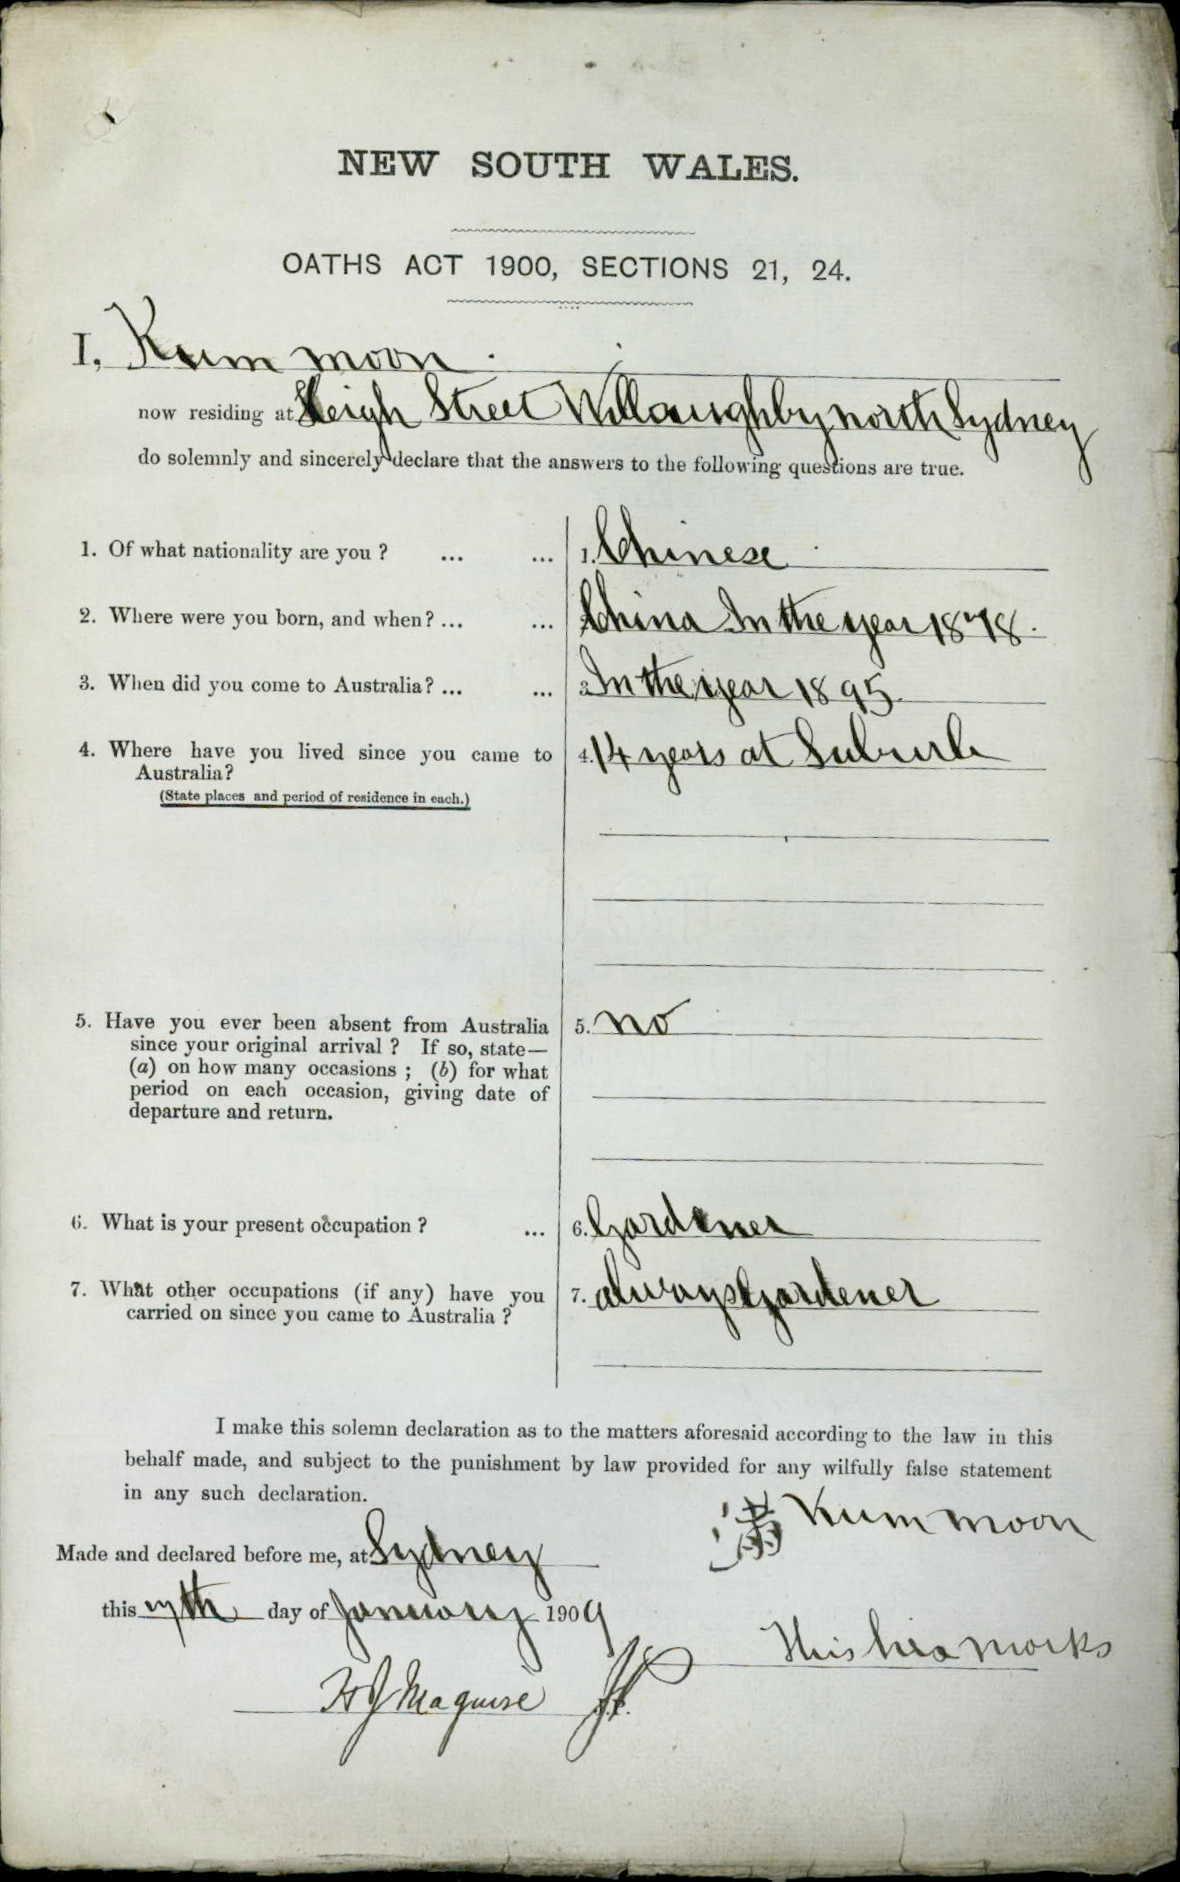 NEW SOUTH WALES.
OATHS ACT 1900, SECTIONS 21, 24.
I, Kum moon
now residing at Leigh Street Willoughby north Sydney
do solemnly and sincerely declare that the answers to the following questions are true.
1. Of what nationality are you ? ... ... 1. Chinese
2. Where were you born, and when? ... ... 2. China In the year 1878.
3. When did you come to Australia? ... ... 3. In the year 1895
4. Where have you lived since you came to 4. 14 years at Suburb
Australia?
(State places and period of residence in each.)
5. Have you ever been absent from Australia 5. no
since your original arrival ? If so, state—
(a) on how many occasions ; (b) for what
period on each occasion, giving date of
departure and return.
6. What is your present occupation ? ... 6. Gardener
7. What other occupations (if any) have you 7. always Gardener
carried on since you came to Australia ?
I make this solemn declaration as to the matters aforesaid according to the law in this
behalf made, and subject to the punishment by law provided for any wilfully false statement
in any such declaration.
满 Kum moon
Made and declared before me, at Sydney
this 7th day of January 1909
This his marks
H J Maguire J.P.